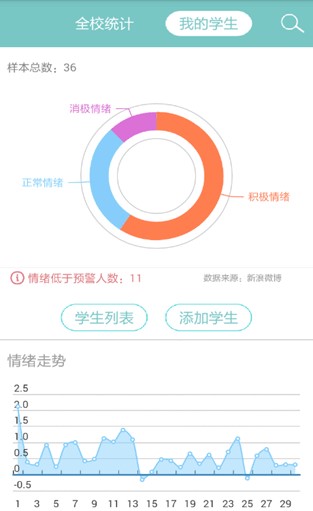 全校统计 我的学生
样本总数：36
消极情绪
正常情绪
积极情绪
情绪低于预警人数：11 数据来源：新浪微博
学生列表 添加学生
情绪走势
2.5
2.0
1.5
1.0
0.5
0.0
-0.5
1 3 5 7 9 11 13 15 17 19 21 23 25 27 29